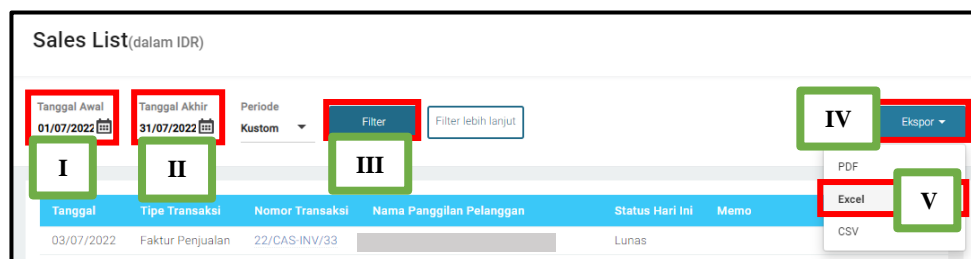 Sales List(dalam IDR)
Tanggal Awal Tanggal Akhir Periode
01/07/2022 31/07/2022 Kustom Filter Filter lebih lanjut IV Ekspor
I II III
PDF
Excel V
CSV
Tanggal Tipe Transaksi Nomor Transaksi Nama Panggilan Pelanggan Status Hari Ini Memo
03/07/2022 Faktur Penjualan 22/CAS-INV/33 Lunas